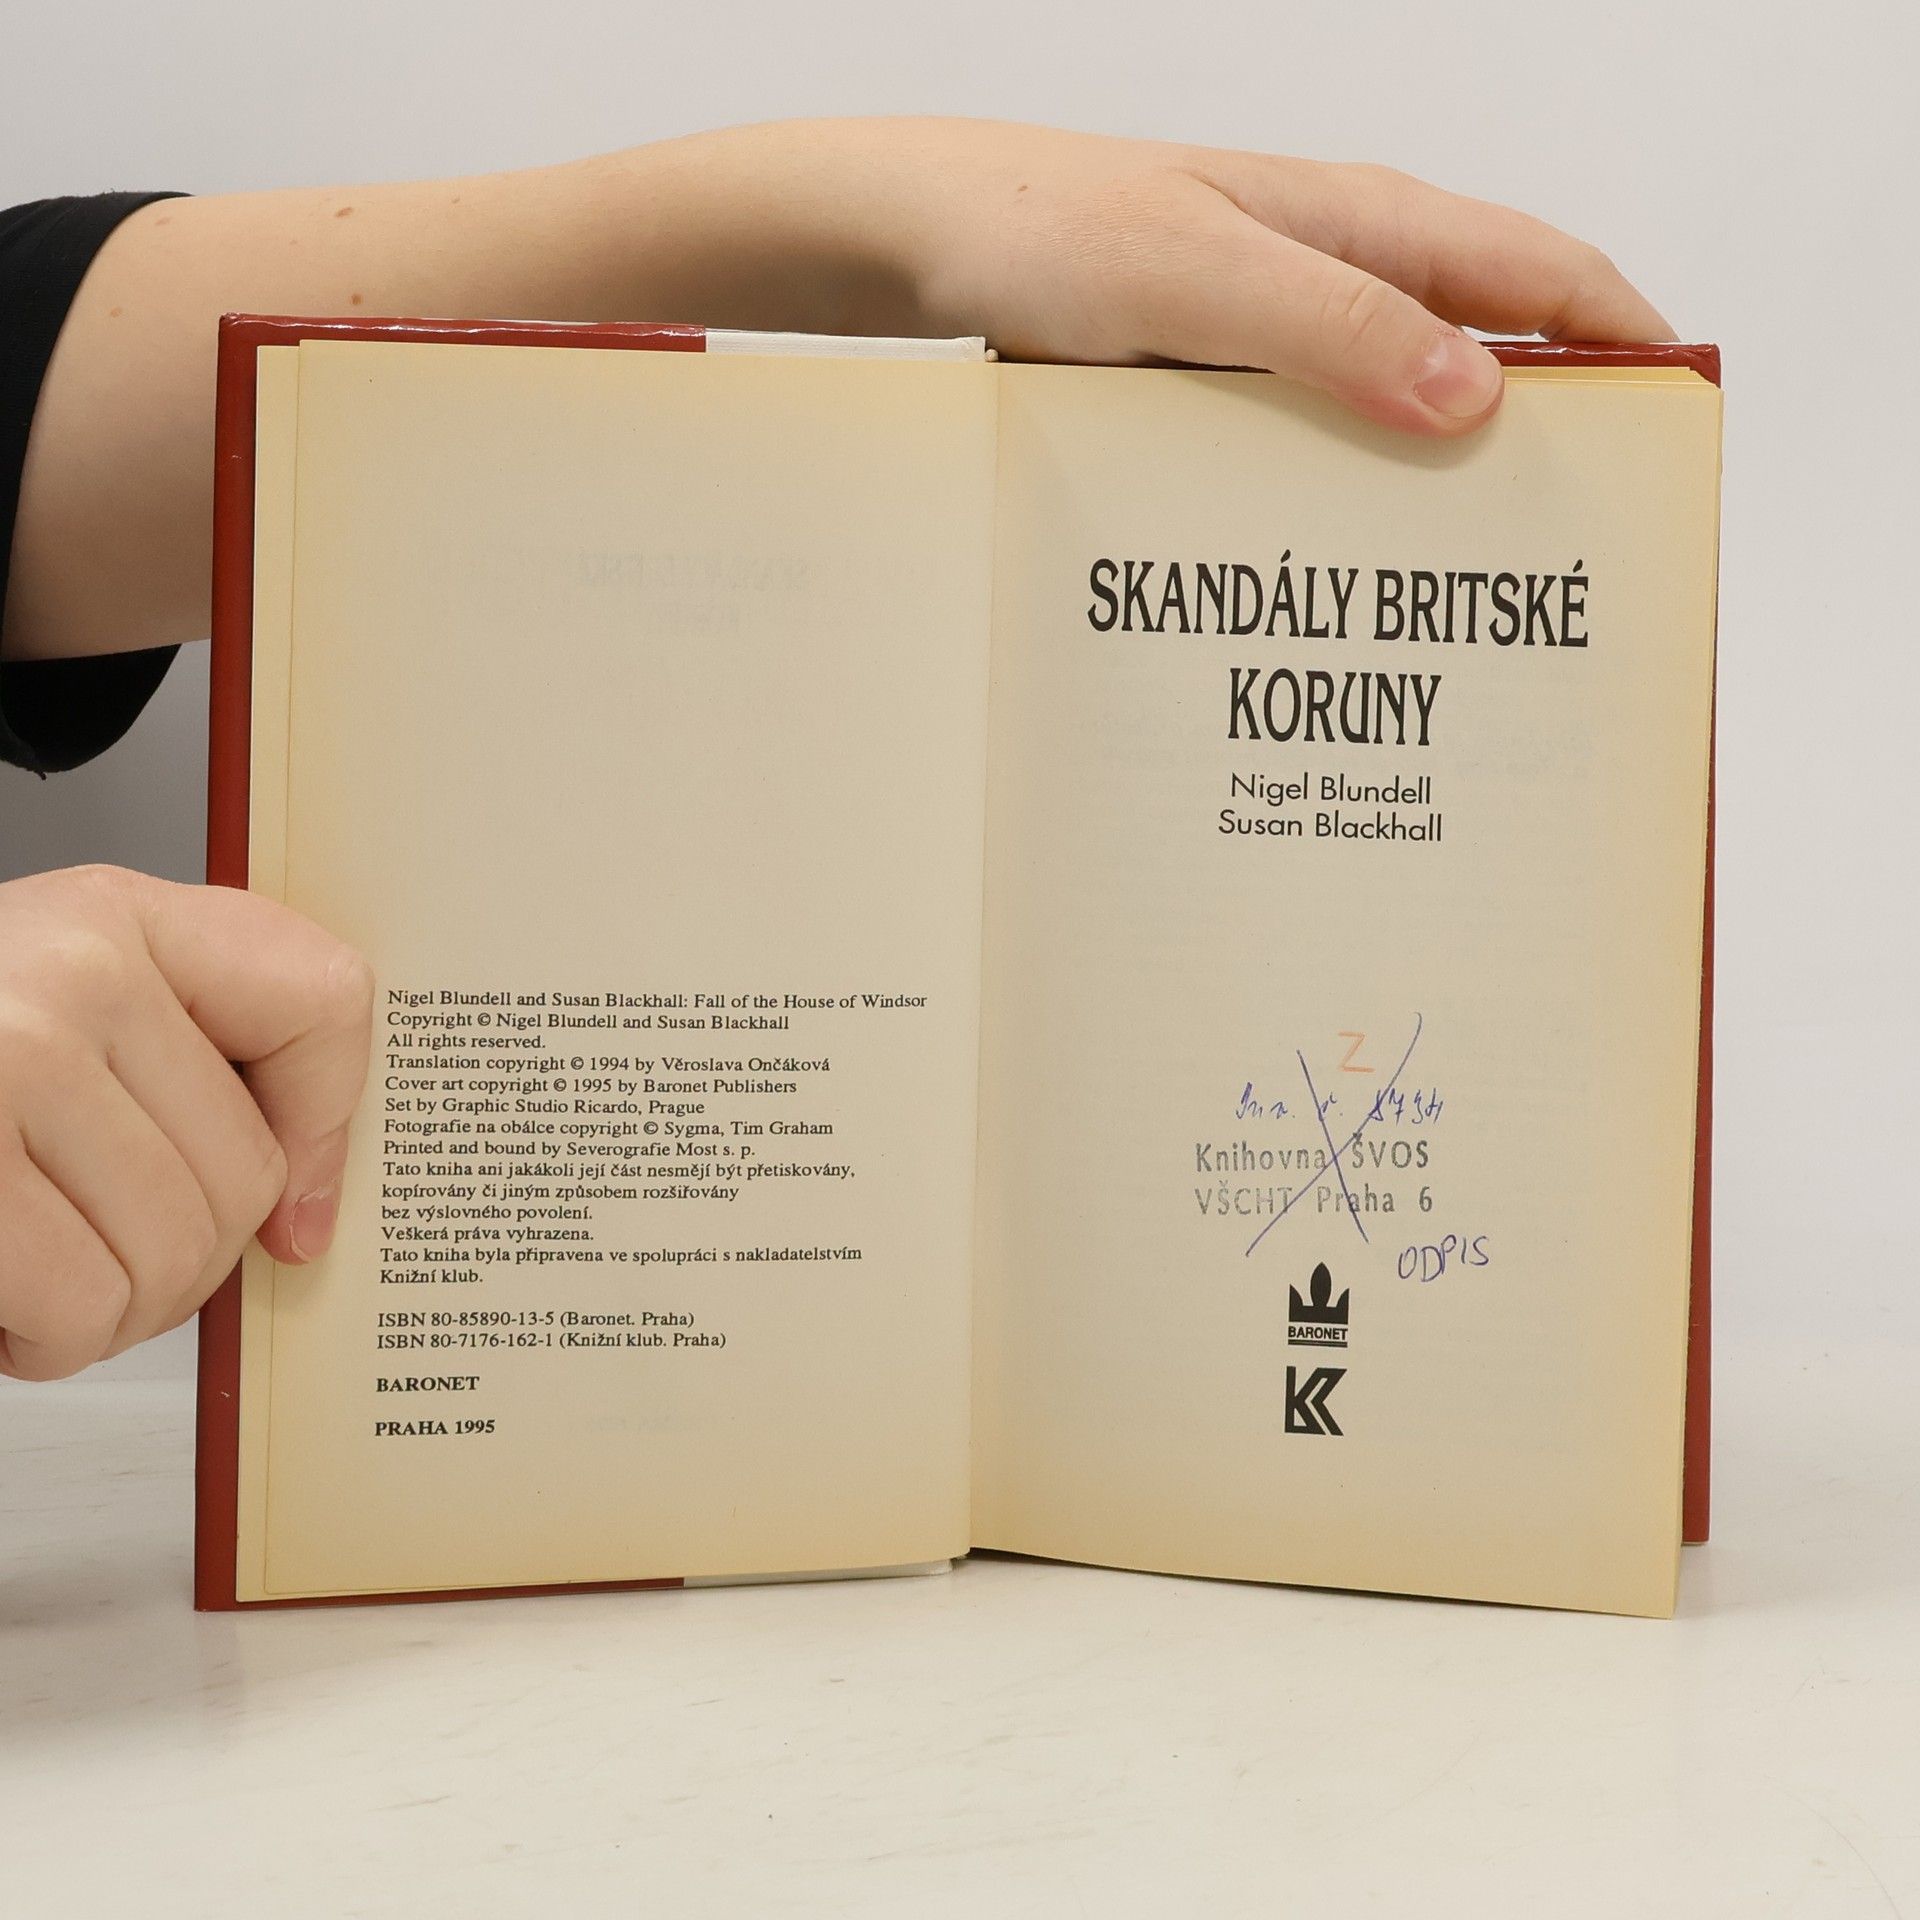 Nigel Blundell and Susan Blackhall: Fall of the House of Windsor
Copyright © Nigel Blundell and Susan Blackhall
All rights reserved.
Translation copyright © 1994 by Věroslava Ončáková
Cover art copyright © 1995 by Baronet Publishers
Set by Graphic Studio Ricardo, Prague
Fotografie na obálce copyright © Sygma, Tim Graham
Printed and bound by Severografie Most s. p.
Tato kniha ani jakákoli její část nesmějí být přetiskovány,
kopírovány či jiným způsobem rozšiřovány
bez výslovného povolení.
Veškerá práva vyhrazena.
Tato kniha byla připravena ve spolupráci s nakladatelstvím
Knižní klub.
ISBN 80-85890-13-5 (Baronet. Praha)
ISBN 80-7176-162-1 (Knižní klub. Praha)
BARONET
PRAHA 1995
SKANDÁLY BRITSKÉ
KORUNY
Nigel Blundell
Susan Blackhall
Z
Knihovna ŠVOS
VŠCHT Praha 6
ODPIS
BARONET